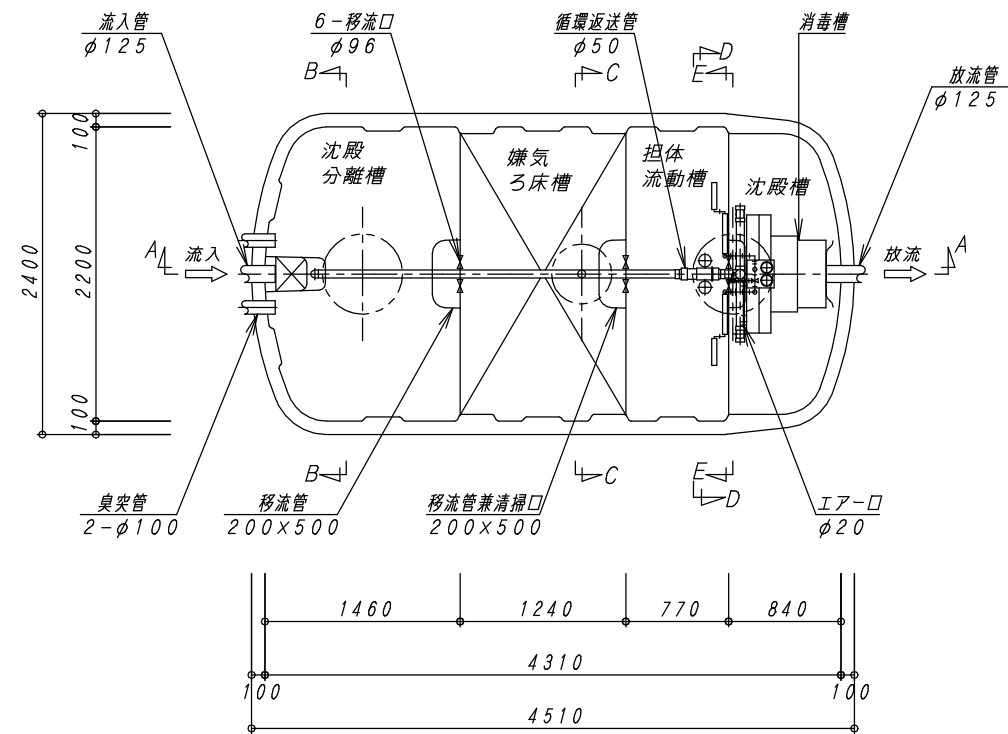 流入管
φ125
6-移流口
φ96
循環返送管
φ50
消毒槽
放流管
φ125
B
C
D
E
100
2400
2200
100
沈殿
分離槽
嫌気
ろ床槽
担体
流動槽
沈殿槽
A
流入
放流
A
B
C
E
D
臭突管
2-φ100
移流管
200×500
移流管兼清掃口
200×500
エアー口
φ20
1460
1240
770
840
4310
100
100
4510